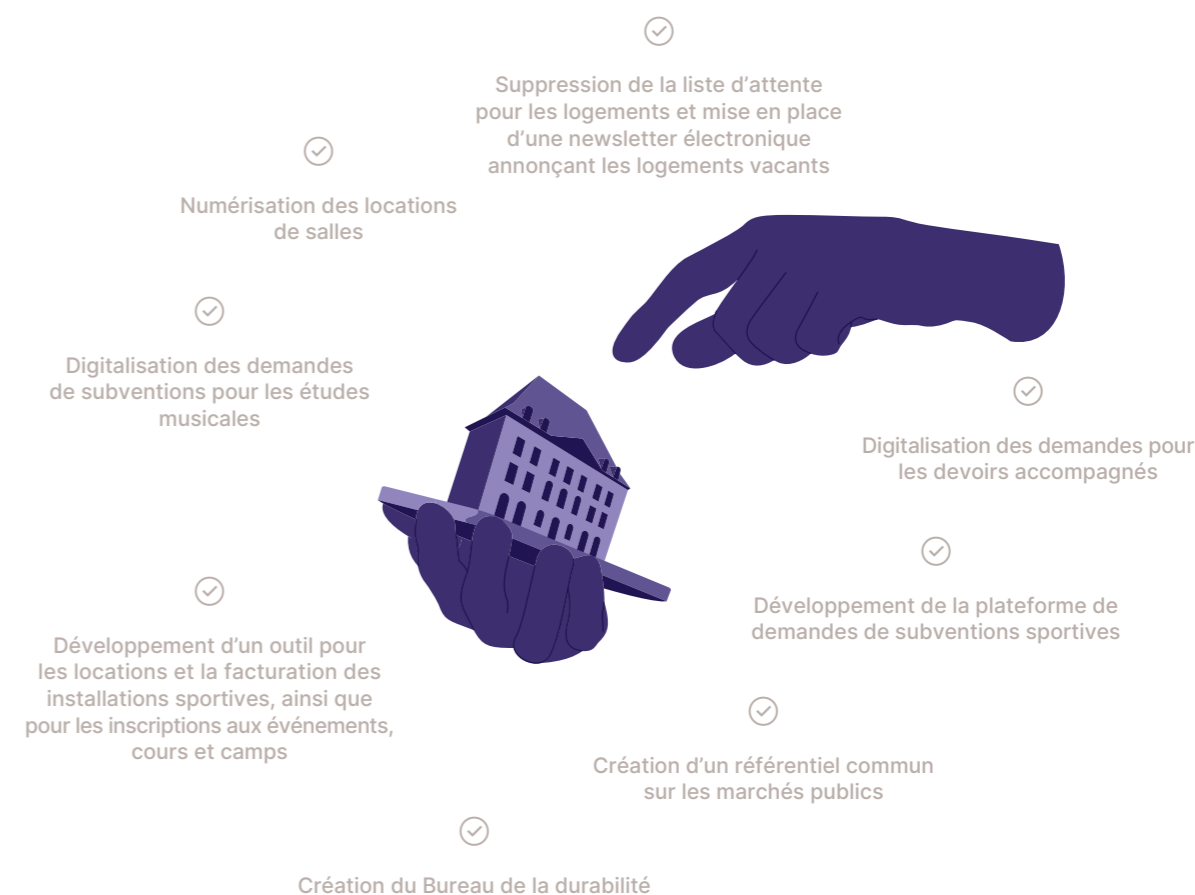 Suppression de la liste d’attente
pour les logements et mise en place
d’une newsletter électronique
annonçant les logements vacants
Numérisation des locations
de salles
Digitalisation des demandes
de subventions pour les études
musicales
Digitalisation des demandes pour
les devoirs accompagnés
Développement de la plateforme de
demandes de subventions sportives
Développement d’un outil pour
les locations et la facturation des
installations sportives, ainsi que
pour les inscriptions aux événements,
cours et camps
Création d’un référentiel commun
sur les marchés publics
Création du Bureau de la durabilité